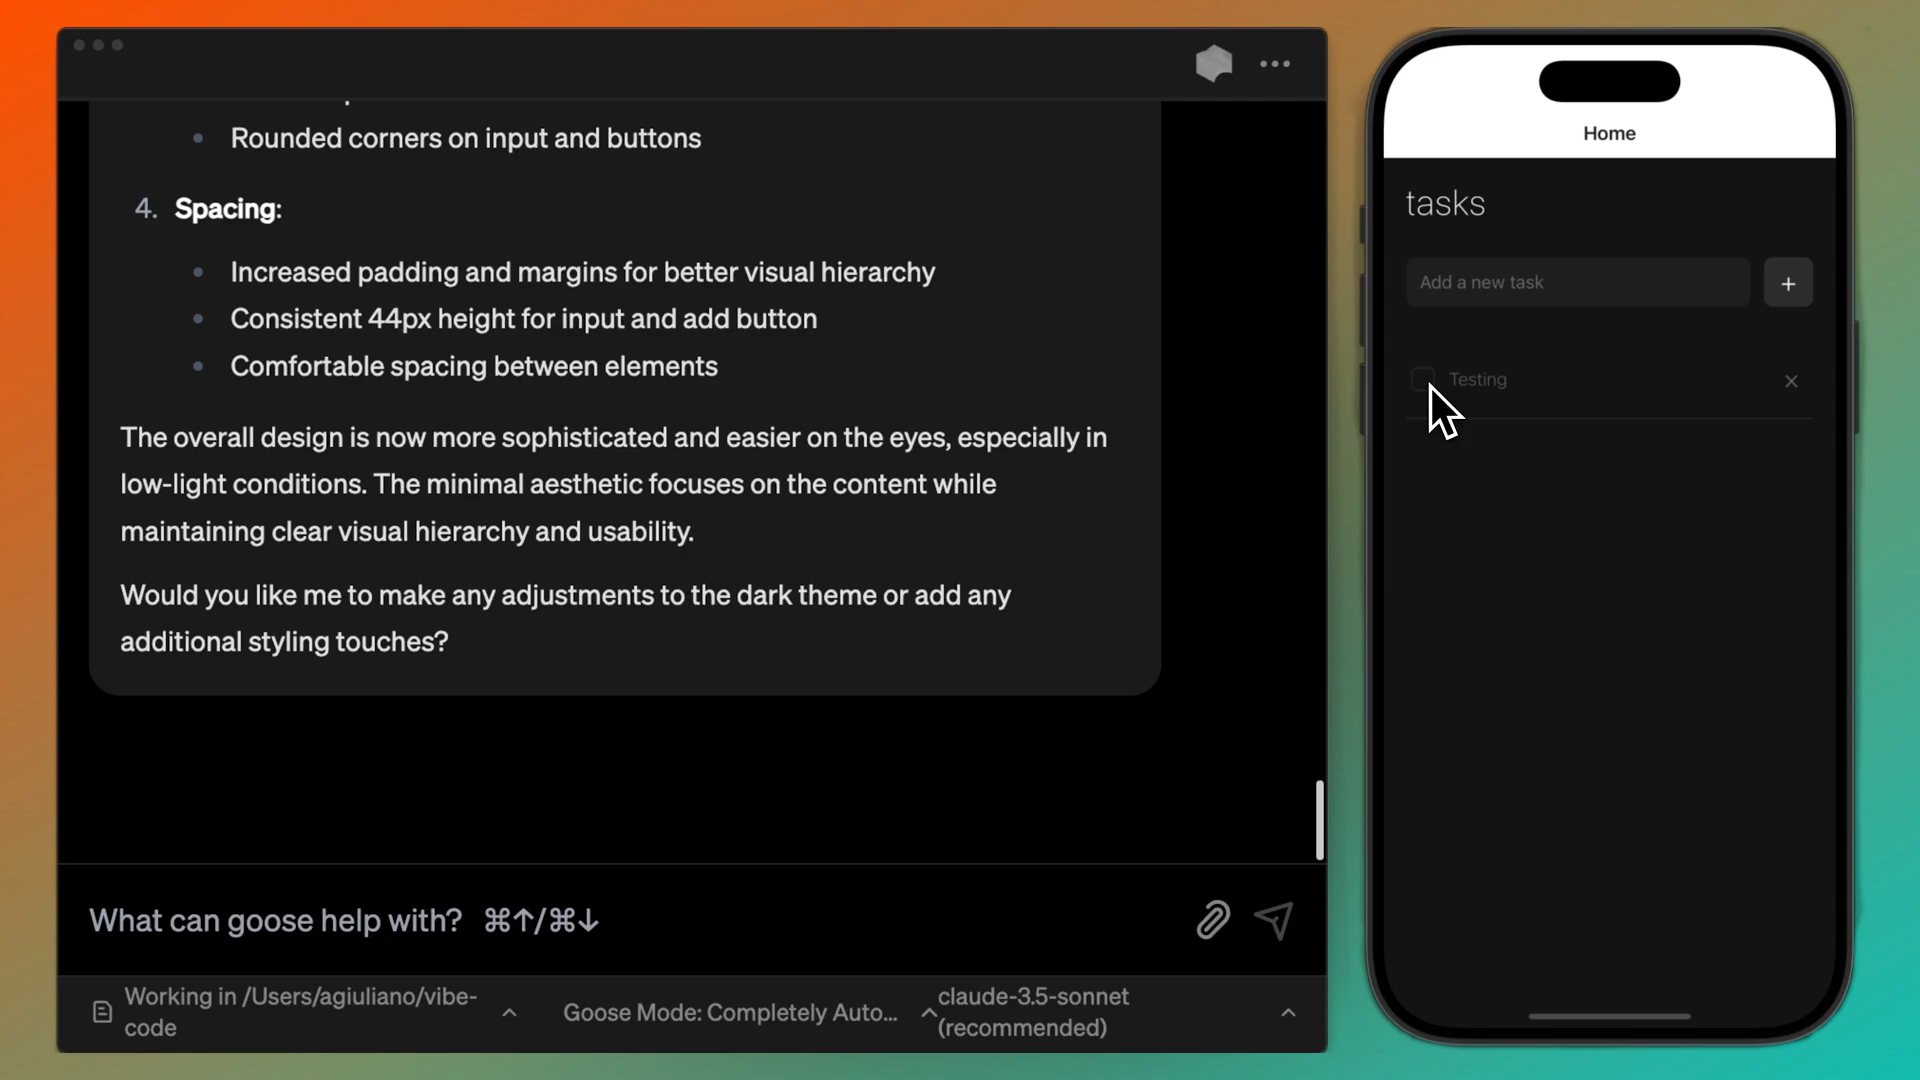 Rounded corners on input and buttons
4. Spacing:
Increased padding and margins for better visual hierarchy
Consistent 44px height for input and add button
Comfortable spacing between elements
The overall design is now more sophisticated and easier on the eyes, especially in
low-light conditions. The minimal aesthetic focuses on the content while
maintaining clear visual hierarchy and usability.
Would you like me to make any adjustments to the dark theme or add any
additional styling touches?
What can goose help with? ⌘↑/⌘↓
Working in /Users/agiuliano/vibe-
code
Goose Mode: Completely Auto...
claude-3.5-sonnet
(recommended)
Home
tasks
Add a new task
+
Testing